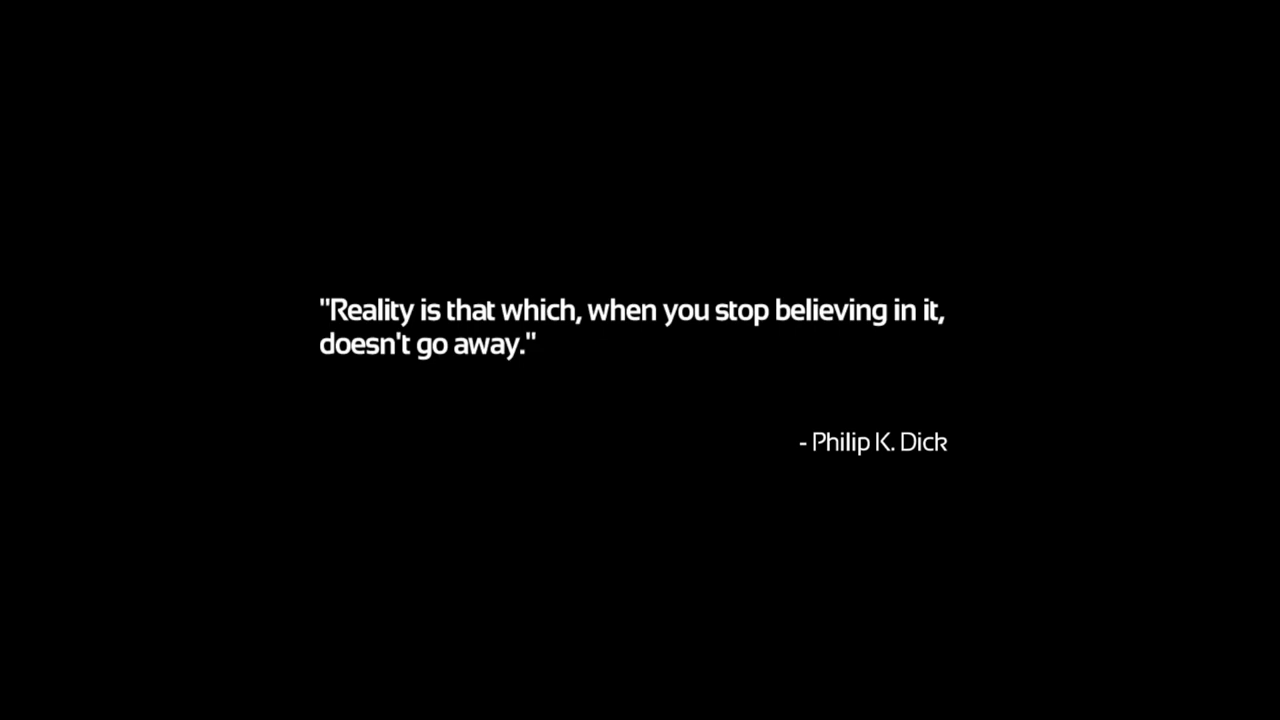 "Reality is that which, when you stop believing in it,
doesn't go away."
- Philip K. Dick